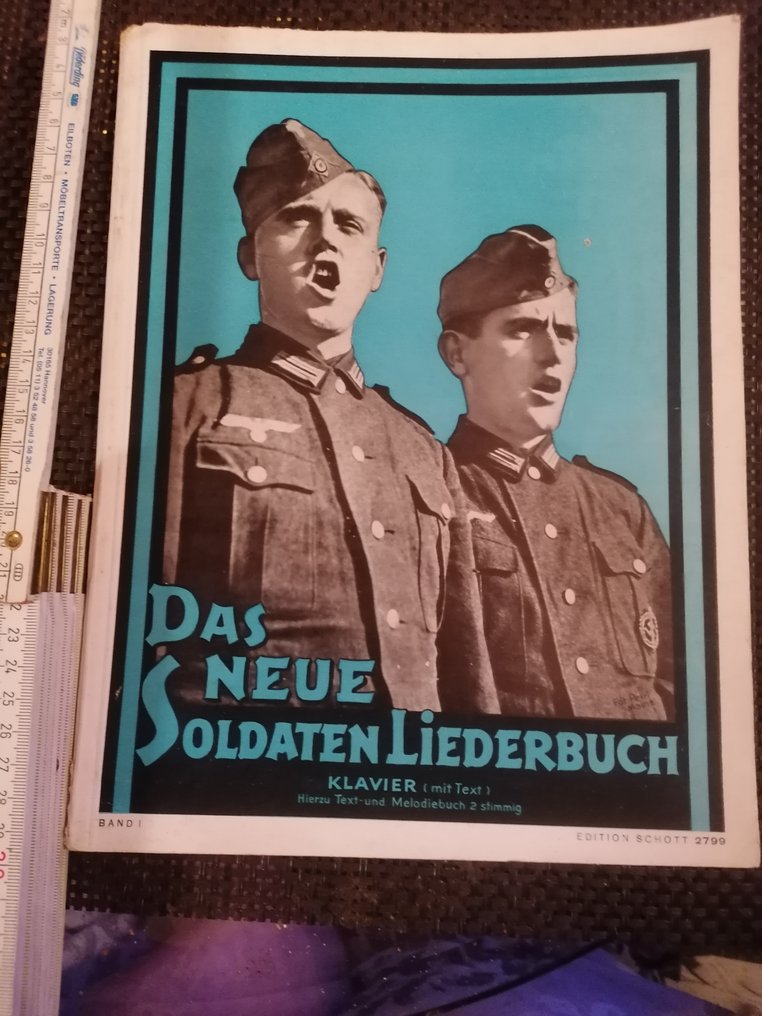 DAS
NEUE
SOLDATEN LiEDERBUCH
KLAVIER (mit Text)
Hierzu Text-und Melodiebuch 2 stimmig
BAND I
EDITION SCHOTT 2799
EILBOTEN • MÖBELTRANSPORTE • LAGERUNG
30165 Hannover